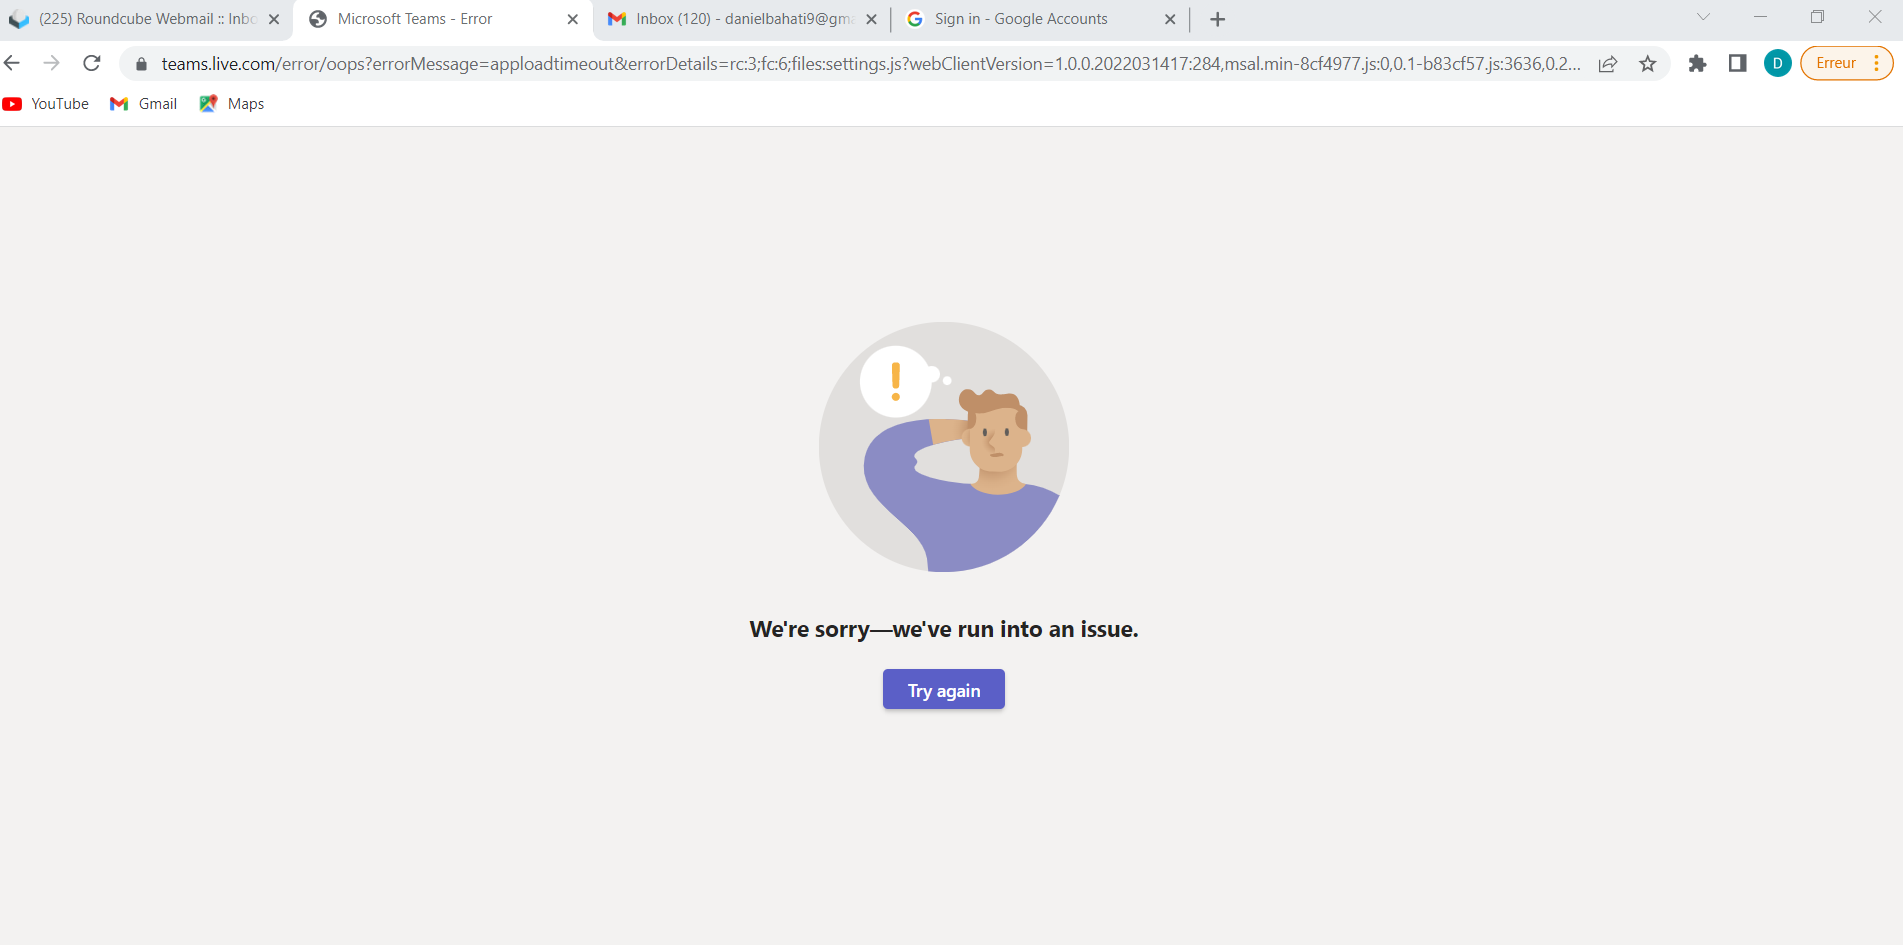 (225) Roundcube Webmail :: Inbo
Microsoft Teams - Error
Inbox (120) - danielbahati9@gma
Sign in - Google Accounts
teams.live.com/error/oops?errorMessage=apploadtimeout&errorDetails=rc:3;fc:6;files:settings.js?webClientVersion=1.0.0.2022031417:284,msal.min-8cf4977.js:0,0.1-b83cf57.js:3636,0.2...
D
Erreur
YouTube
Gmail
Maps
!
We're sorry—we've run into an issue.
Try again